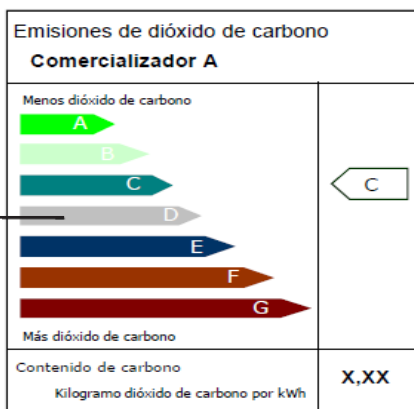 Emisiones de dióxido de carbono
Comercializador A
Menos dióxido de carbono
A
B
C
C
D
E
F
G
Más dióxido de carbono
Contenido de carbono
Kilogramo dióxido de carbono por kWh
X,XX